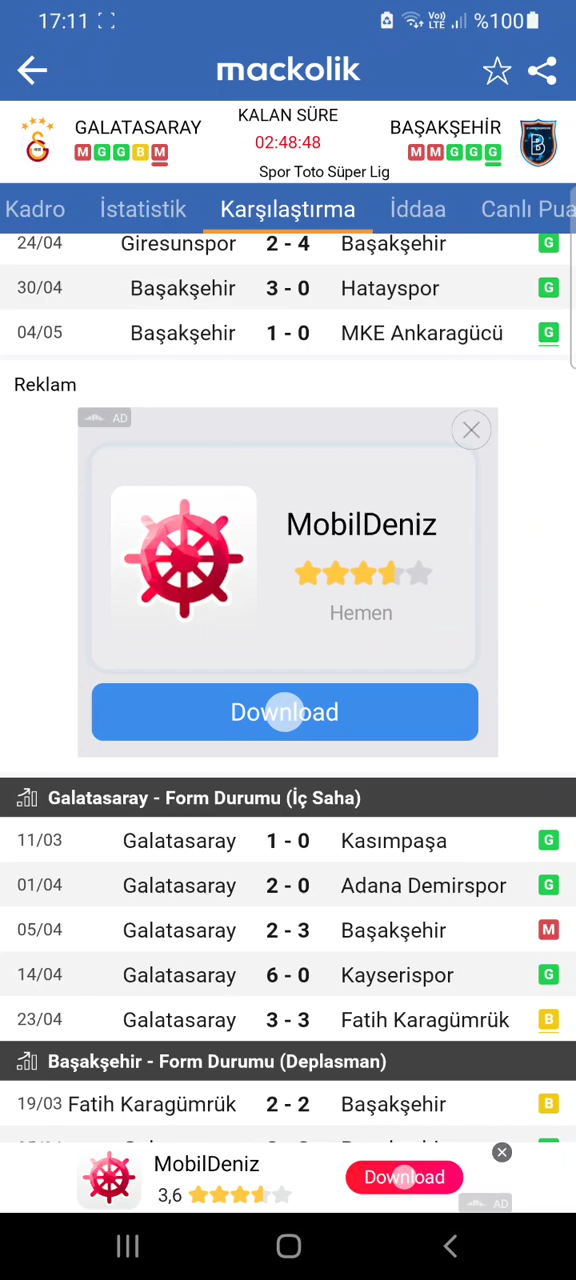 17:11 Vo)) LTE %100
mackolik
GALATASARAY KALAN SÜRE BAŞAKŞEHİR
M G G B M 02:48:48 M M G G G
Spor Toto Süper Lig
Kadro İstatistik Karşılaştırma İddaa Canlı Pua
24/04 Giresunspor 2 - 4 Başakşehir G
30/04 Başakşehir 3 - 0 Hatayspor G
04/05 Başakşehir 1 - 0 MKE Ankaragücü G
Reklam
AD
MobilDeniz
Hemen
Download
Galatasaray - Form Durumu (İç Saha)
11/03 Galatasaray 1 - 0 Kasımpaşa G
01/04 Galatasaray 2 - 0 Adana Demirspor G
05/04 Galatasaray 2 - 3 Başakşehir M
14/04 Galatasaray 6 - 0 Kayserispor G
23/04 Galatasaray 3 - 3 Fatih Karagümrük B
Başakşehir - Form Durumu (Deplasman)
19/03 Fatih Karagümrük 2 - 2 Başakşehir B
MobilDeniz
3,6 Download
AD